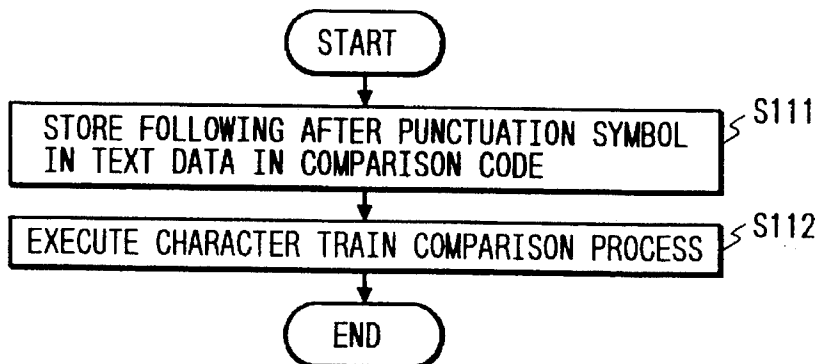 START
STORE FOLLOWING AFTER PUNCTUATION SYMBOL
IN TEXT DATA IN COMPARISON CODE
S111
EXECUTE CHARACTER TRAIN COMPARISON PROCESS
S112
END